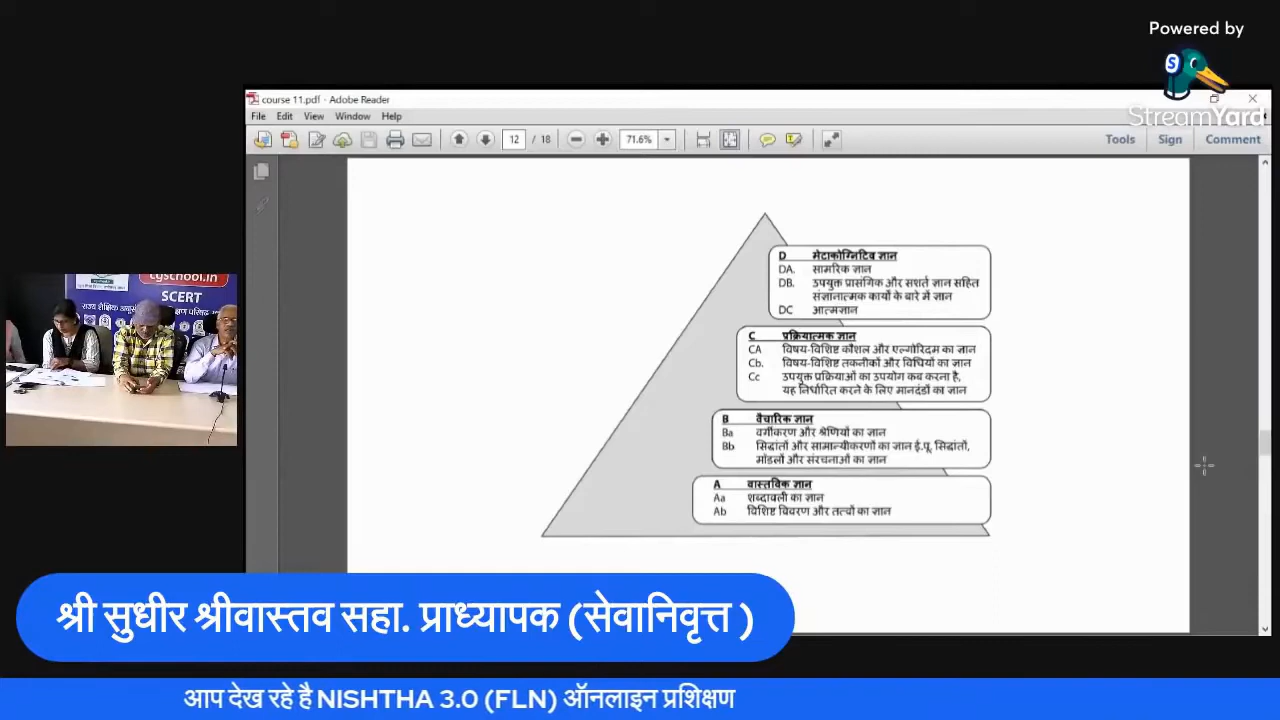 Powered by
StreamYard
course 11.pdf - Adobe Reader
File Edit View Window Help
12 / 18 71.6% Tools Sign Comment
D मेटाकोग्निटिव ज्ञान
DA. सामरिक ज्ञान
DB. उपयुक्त प्रासंगिक और सशर्त ज्ञान सहित
संज्ञानात्मक कार्यों के बारे में ज्ञान
DC आत्मज्ञान
C प्रक्रियात्मक ज्ञान
CA विषय-विशिष्ट कौशल और एल्गोरिदम का ज्ञान
Cb. विषय-विशिष्ट तकनीकों और विधियों का ज्ञान
Cc उपयुक्त प्रक्रियाओं का उपयोग कब करना है,
यह निर्धारित करने के लिए मानदंडों का ज्ञान
B वैचारिक ज्ञान
Ba वर्गीकरण और श्रेणियों का ज्ञान
Bb सिद्धांतों और सामान्यीकरणों का ज्ञान ई.पू. सिद्धांतों,
मॉडलों और संरचनाओं का ज्ञान
A वास्तविक ज्ञान
Aa शब्दावली का ज्ञान
Ab विशिष्ट विवरण और तत्वों का ज्ञान
cgschool.in
SCERT
राज्य शैक्षिक
श्री सुधीर श्रीवास्तव सहा. प्राध्यापक (सेवानिवृत्त )
आप देख रहे है NISHTHA 3.0 (FLN) ऑनलाइन प्रशिक्षण